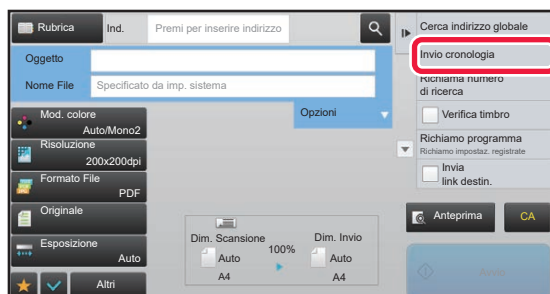 Rubrica
Ind.
Premi per inserire indirizzo
Oggetto
Nome File
Specificato da imp. sistema
Opzioni
Mod. colore
Auto/Mono2
Risoluzione
200x200dpi
Formato File
PDF
Originale
Esposizione
Auto
Altri
Dim. Scansione
Auto
A4
100%
Dim. Invio
Auto
A4
Cerca indirizzo globale
Invio cronologia
Richiama numero
di ricerca
Verifica timbro
Richiamo programma
Richiamo impostaz. registrate
Invia
link destin.
Anteprima
CA
Avvio